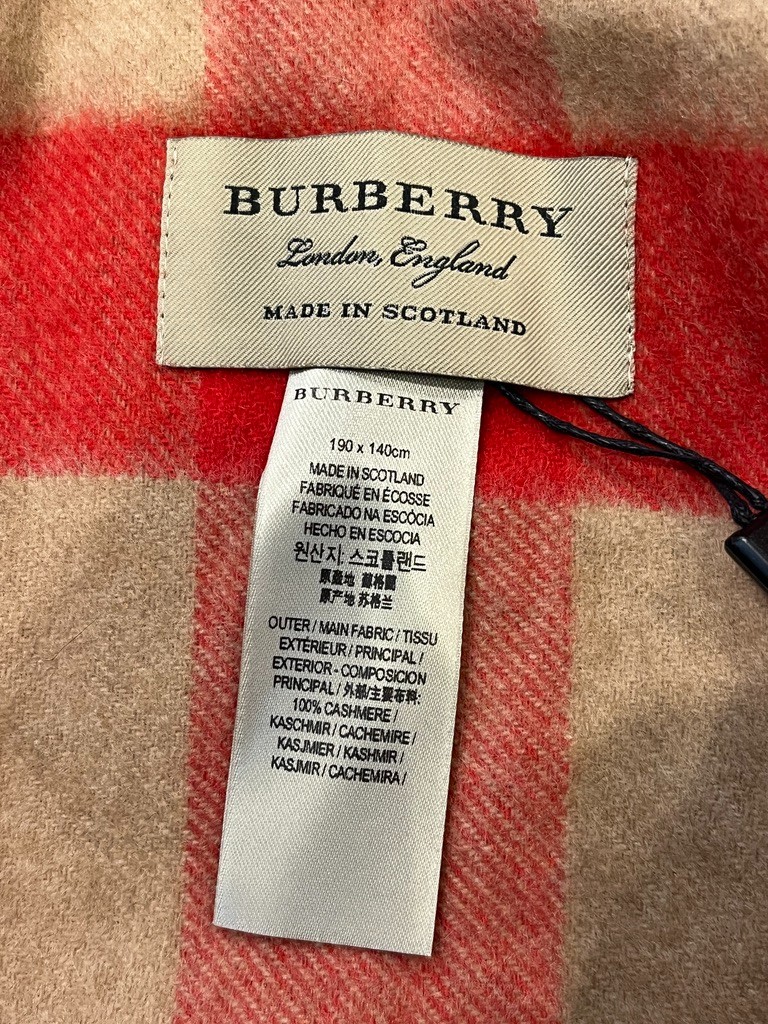 BURBERRY
London, England
MADE IN SCOTLAND
BURBERRY
190 x 140cm
MADE IN SCOTLAND
FABRIQUÉ EN ÉCOSSE
FABRICADO NA ESCÓCIA
HECHO EN ESCOCIA
원산지: 스코틀랜드
原產地 蘇格蘭
原产地 苏格兰
OUTER / MAIN FABRIC / TISSU
EXTÉRIEUR / PRINCIPAL /
EXTERIOR - COMPOSICION
PRINCIPAL / 外部/主要布料:
100% CASHMERE /
KASCHMIR / CACHEMIRE /
KASJMIER / KASHMIR /
KASJMIR / CACHEMIRA /